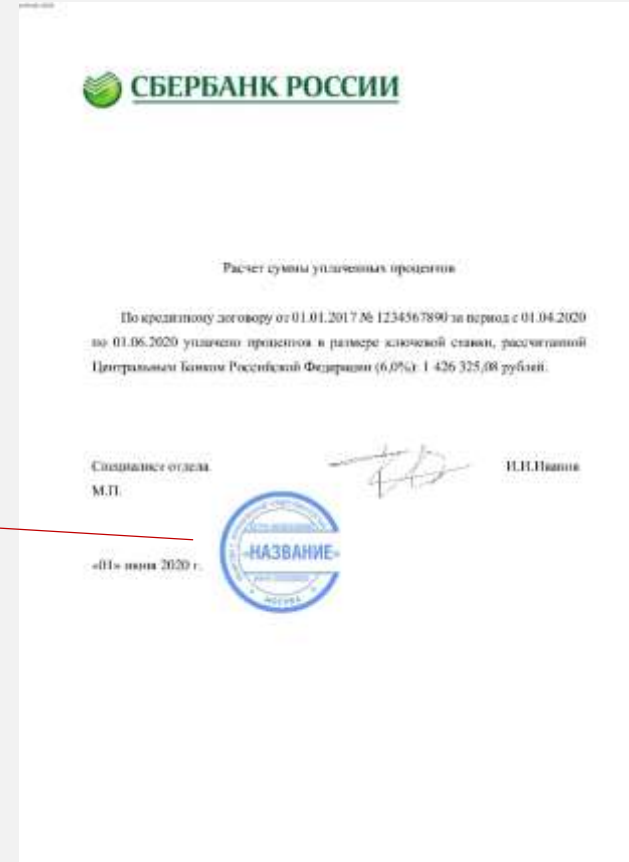 СБЕРБАНК РОССИИ
Расчет суммы уплаченных процентов
По кредитному договору от 01.01.2017 № 1234567890 за период с 01.04.2020
по 01.06.2020 уплачено процентов в размере ключевой ставки, рассчитанной
Центральным Банком Российской Федерации (6,0%): 1 426 325,08 рублей.
Специалист отдела
И.И.Иванов
М.П.
«НАЗВАНИЕ»
МОСКВА
«01» июня 2020 г.